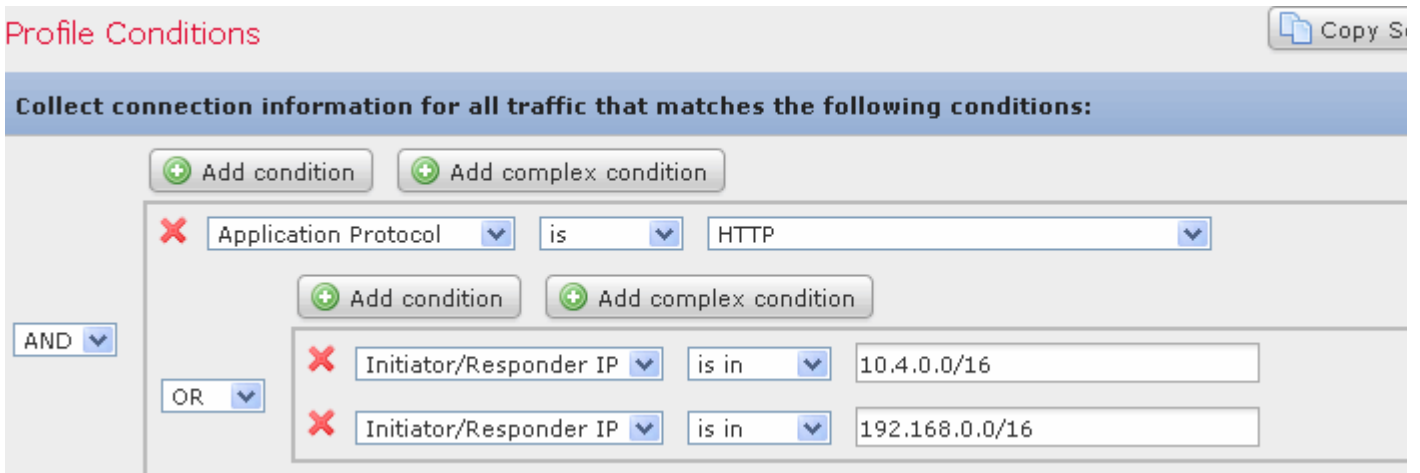 Profile Conditions
Copy
Collect connection information for all traffic that matches the following conditions:
Add condition Add complex condition
Application Protocol is HTTP
Add condition Add complex condition
AND
Initiator/Responder IP is in 10.4.0.0/16
OR
Initiator/Responder IP is in 192.168.0.0/16